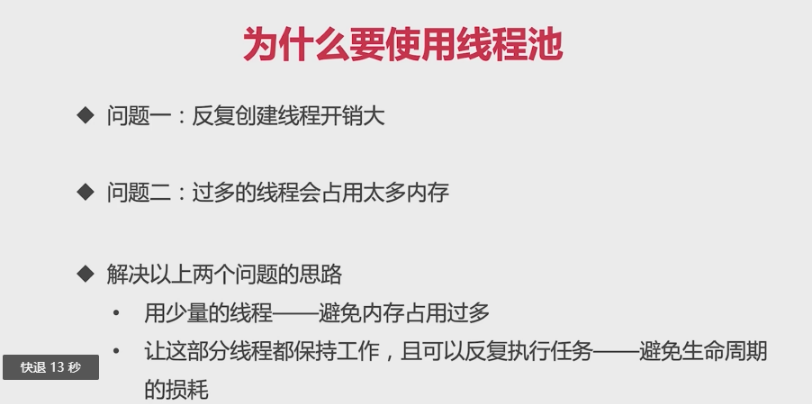 为什么要使用线程池
◆ 问题一：反复创建线程开销大
◆ 问题二：过多的线程会占用太多内存
◆ 解决以上两个问题的思路
• 用少量的线程——避免内存占用过多
• 让这部分线程都保持工作，且可以反复执行任务——避免生命周期
的损耗
快退 13 秒